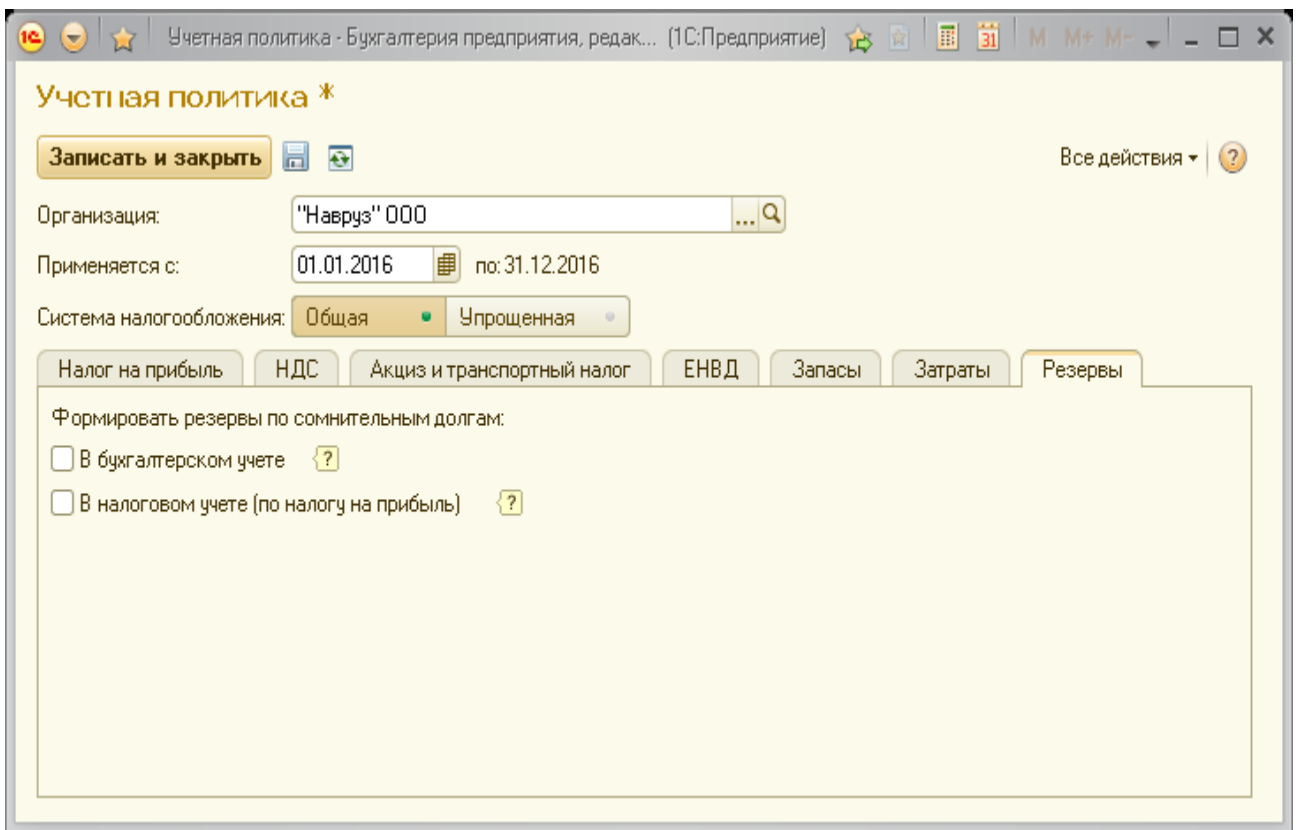 1С Учетная политика - Бухгалтерия предприятия, редак... (1С:Предприятие) 31 M M+ M-
Учетная политика *
Записать и закрыть Все действия ?
Организация: "Навруз" ООО ...
Применяется с: 01.01.2016 по: 31.12.2016
Система налогообложения: Общая Упрощенная
Налог на прибыль НДС Акциз и транспортный налог ЕНВД Запасы Затраты Резервы
Формировать резервы по сомнительным долгам:
В бухгалтерском учете ?
В налоговом учете (по налогу на прибыль) ?